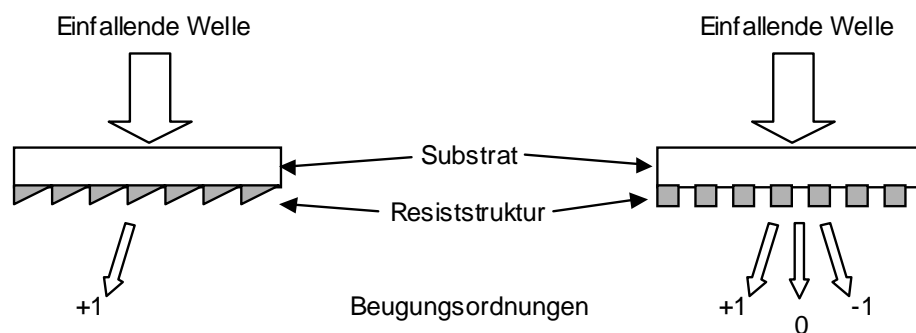 Einfallende Welle
Einfallende Welle
Substrat
Resiststruktur
+1
Beugungsordnungen
+1
0
-1